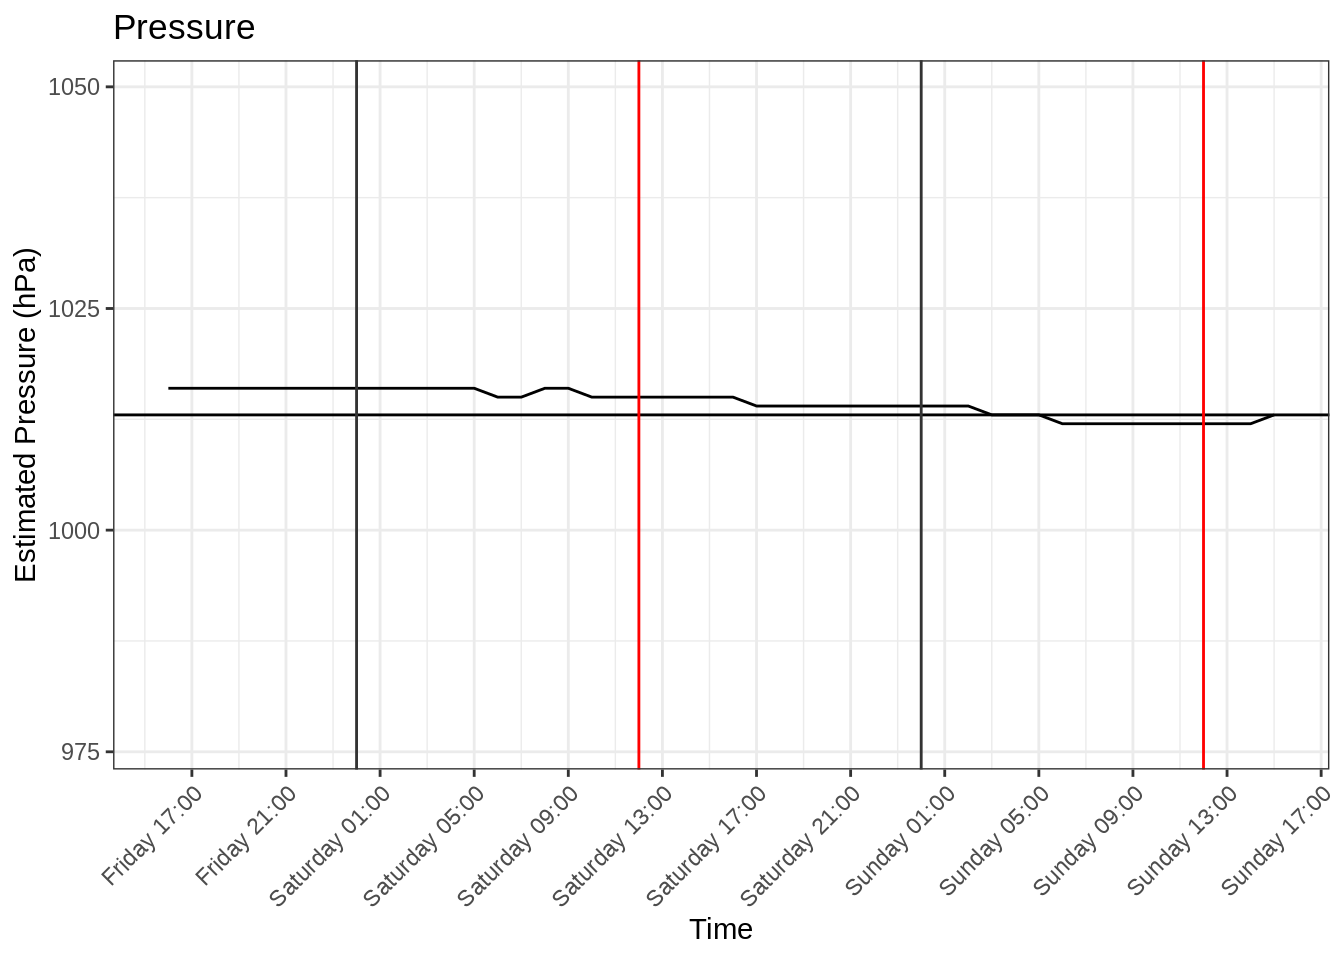 Pressure
Estimated Pressure (hPa)
1050
1025
1000
975
Friday 17:00
Friday 21:00
Saturday 01:00
Saturday 05:00
Saturday 09:00
Saturday 13:00
Saturday 17:00
Saturday 21:00
Sunday 01:00
Sunday 05:00
Sunday 09:00
Sunday 13:00
Sunday 17:00
Time